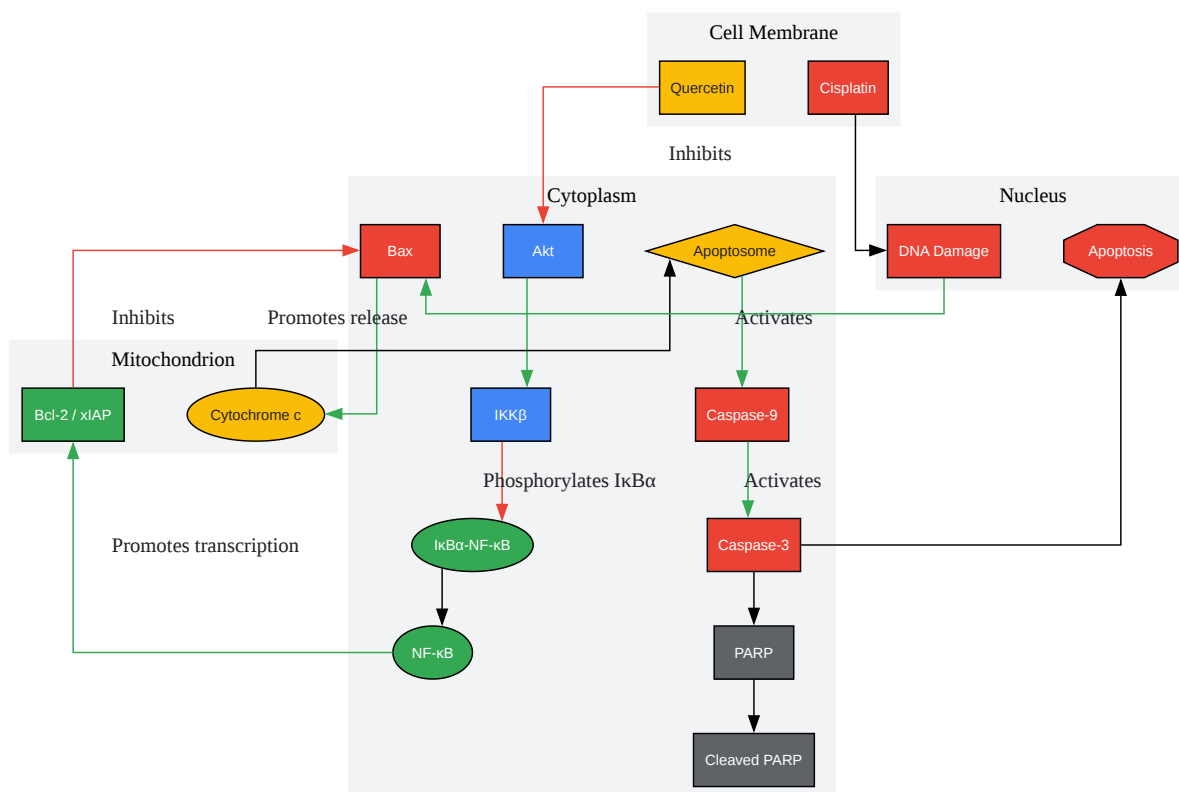 Cell Membrane
Quercetin
Cisplatin
Inhibits
Cytoplasm
Nucleus
Bax
Akt
Apoptosome
DNA Damage
Apoptosis
Inhibits
Promotes release
Activates
Mitochondrion
Bcl-2 / xIAP
Cytochrome c
IKKβ
Caspase-9
Phosphorylates IκBα
Activates
Promotes transcription
IκBα-NF-κB
Caspase-3
NF-κB
PARP
Cleaved PARP